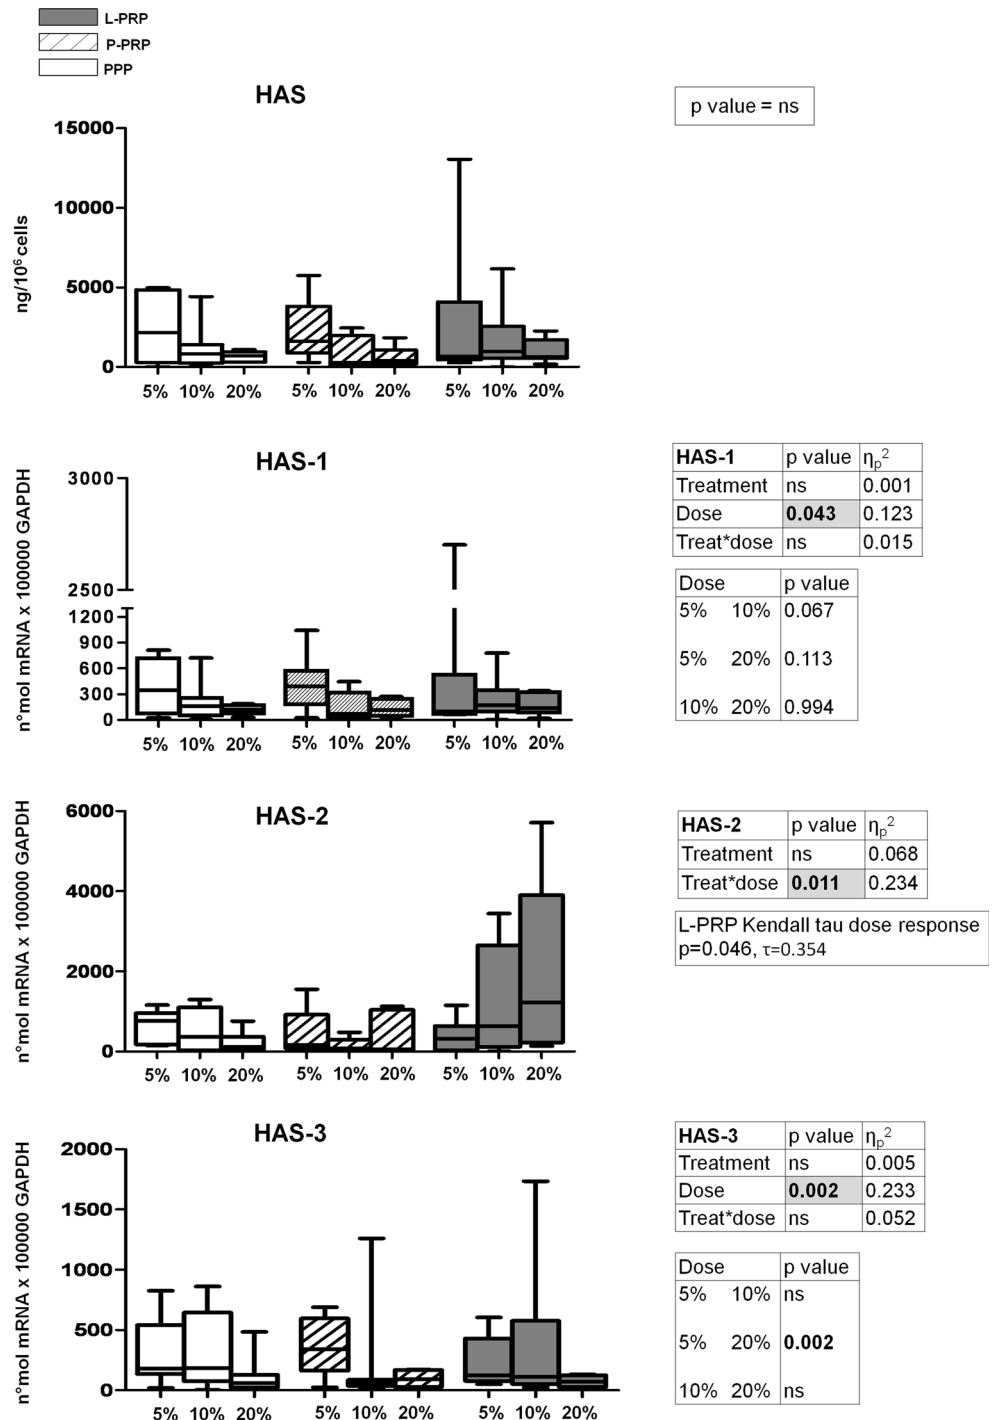 L-PRP
P-PRP
PPP
HAS
p value = ns
15000
10000
5000
0
ng/10⁶ cells
5% 10% 20% 5% 10% 20% 5% 10% 20%
HAS-1
3000
2500
1200
900
600
300
0
n°mol mRNA x 100000 GAPDH
5% 10% 20% 5% 10% 20% 5% 10% 20%
HAS-1 p value ηp²
Treatment ns 0.001
Dose 0.043 0.123
Treat*dose ns 0.015
Dose p value
5% 10% 0.067
5% 20% 0.113
10% 20% 0.994
HAS-2
6000
4000
2000
0
n°mol mRNA x 100000 GAPDH
5% 10% 20% 5% 10% 20% 5% 10% 20%
HAS-2 p value ηp²
Treatment ns 0.068
Treat*dose 0.011 0.234
L-PRP Kendall tau dose response
p=0.046, τ=0.354
HAS-3
2000
1500
1000
500
0
n°mol mRNA x 100000 GAPDH
5% 10% 20% 5% 10% 20% 5% 10% 20%
HAS-3 p value ηp²
Treatment ns 0.005
Dose 0.002 0.233
Treat*dose ns 0.052
Dose p value
5% 10% ns
5% 20% 0.002
10% 20% ns